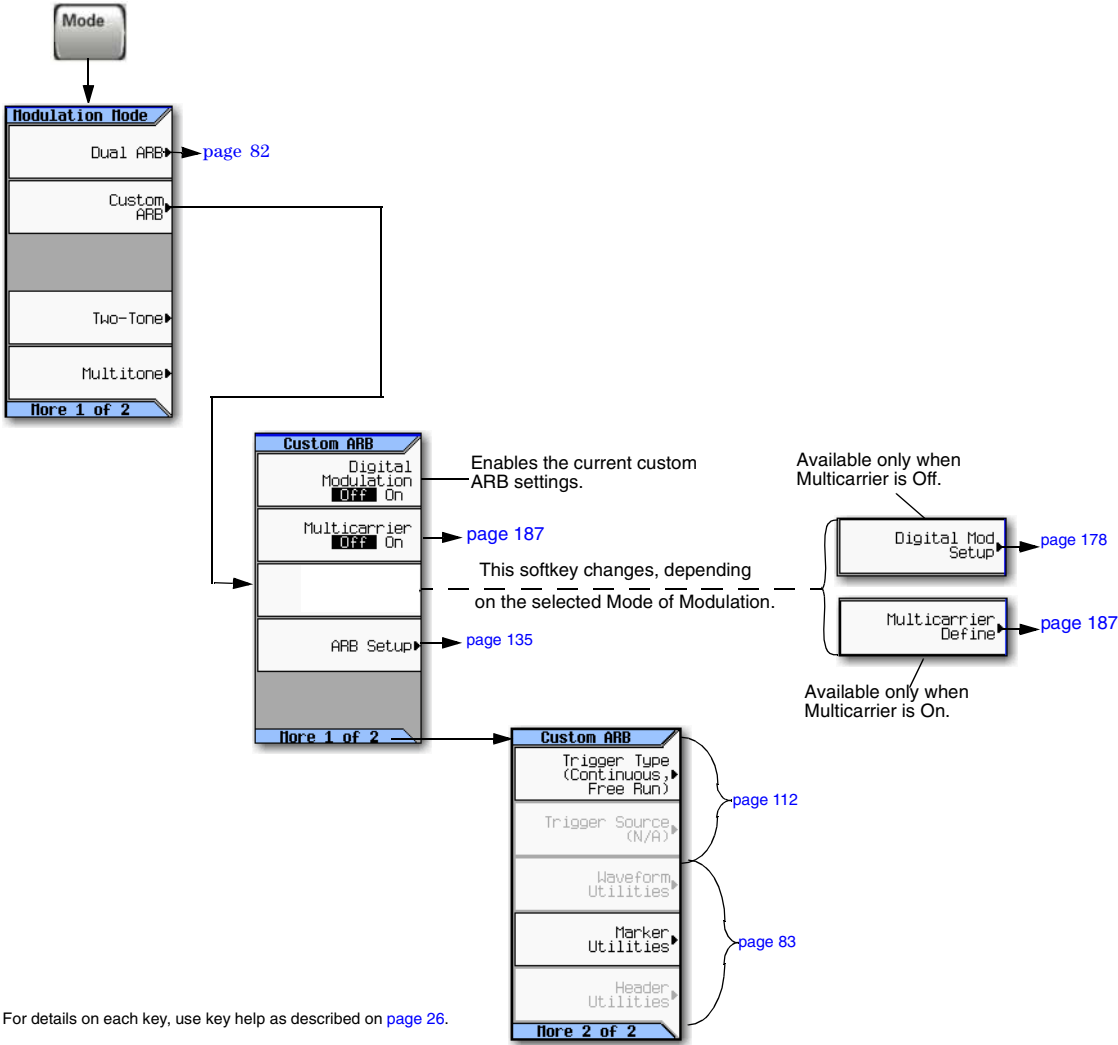 Mode
Modulation Mode
Dual ARB
page 82
Custom
ARB
Two-Tone
Multitone
More 1 of 2
Custom ARB
Digital
Modulation
Off On
Enables the current custom
ARB settings.
Multicarrier
Off On
page 187
This softkey changes, depending
on the selected Mode of Modulation.
ARB Setup
page 135
More 1 of 2
Available only when
Multicarrier is Off.
Digital Mod
Setup
page 178
Multicarrier
Define
page 187
Available only when
Multicarrier is On.
Custom ARB
Trigger Type
(Continuous,
Free Run)
Trigger Source
(N/A)
page 112
Waveform
Utilities
Marker
Utilities
Header
Utilities
page 83
More 2 of 2
For details on each key, use key help as described on page 26.